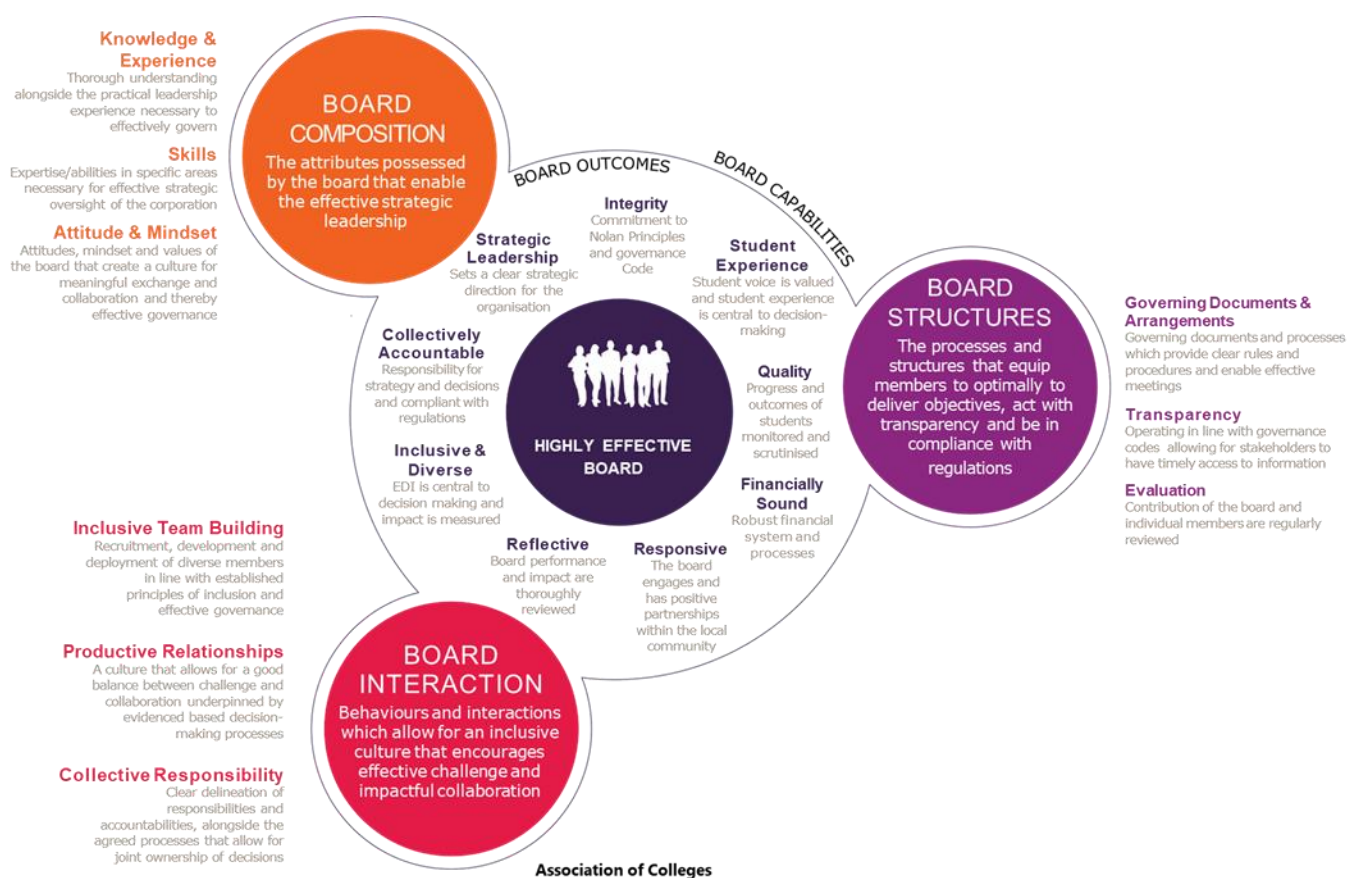 Knowledge &
Experience
Thorough understanding
alongside the practical leadership
experience necessary to
effectively govern
Skills
Expertise/abilities in specific areas
necessary for effective strategic
oversight of the corporation
Attitude & Mindset
Attitudes, mindset and values of
the board that create a culture for
meaningful exchange and
collaboration and thereby
effective governance
BOARD
COMPOSITION
The attributes possessed
by the board that enable
the effective strategic
leadership
BOARD OUTCOMES
BOARD CAPABILITIES
Integrity
Commitment to
Nolan Principles
and governance
Code
Strategic
Leadership
Sets a clear strategic
direction for the
organisation
Student
Experience
Student voice is valued
and student experience
is central to decision-
making
Collectively
Accountable
Responsibility for
strategy and decisions
and compliant with
regulations
Quality
Progress and
outcomes of
students
monitored and
scrutinised
HIGHLY EFFECTIVE
BOARD
Inclusive &
Diverse
EDI is central to
decision making and
impact is measured
Financially
Sound
Robust financial
system and
processes
Reflective
Board performance
and impact are
thoroughly
reviewed
Responsive
The board
engages and
has positive
partnerships
within the local
community
BOARD
STRUCTURES
The processes and
structures that equip
members to optimally to
deliver objectives, act with
transparency and be in
compliance with
regulations
Governing Documents &
Arrangements
Governing documents and processes
which provide clear rules and
procedures and enable effective
meetings
Transparency
Operating in line with governance
codes allowing for stakeholders to
have timely access to information
Evaluation
Contribution of the board and
individual members are regularly
reviewed
Inclusive Team Building
Recruitment, development and
deployment of diverse members
in line with established
principles of inclusion and
effective governance
Productive Relationships
A culture that allows for a good
balance between challenge and
collaboration underpinned by
evidenced based decision-
making processes
Collective Responsibility
Clear delineation of
responsibilities and
accountabilities, alongside the
agreed processes that allow for
joint ownership of decisions
BOARD
INTERACTION
Behaviours and interactions
which allow for an inclusive
culture that encourages
effective challenge and
impactful collaboration
Association of Colleges